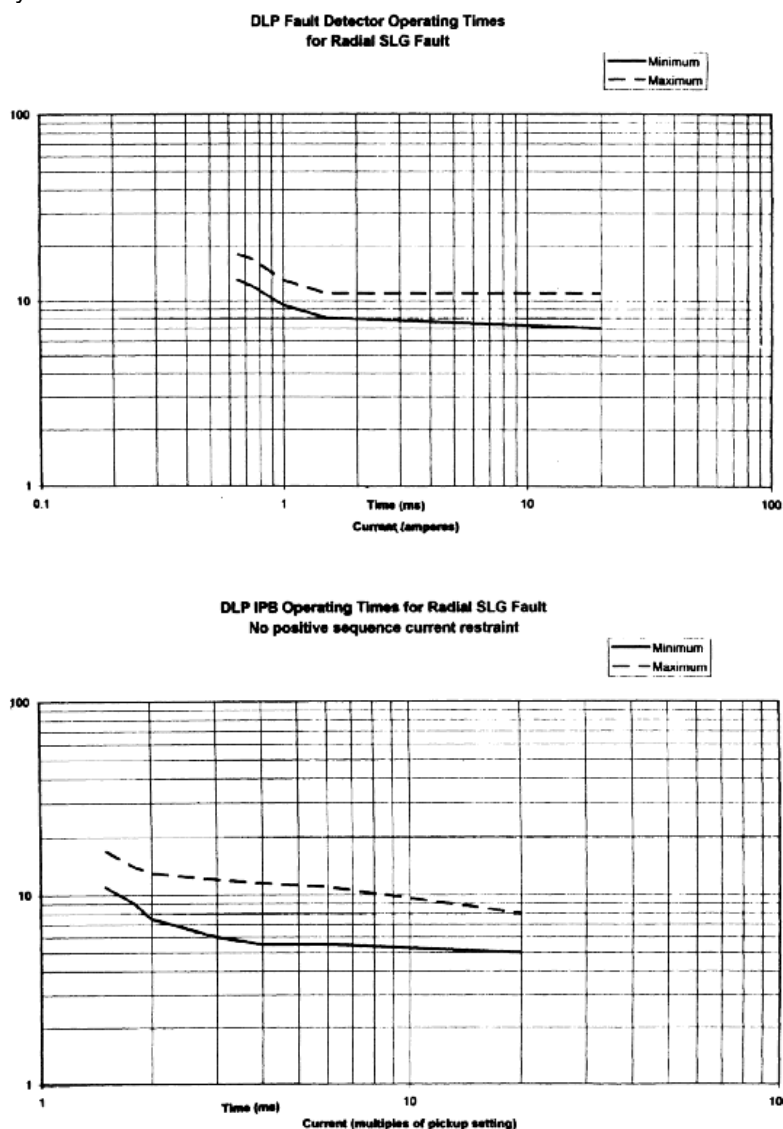 DLP Fault Detector Operating Times
for Radial SLG Fault
Minimum
Maximum
100
10
1
0.1 1 Time (ms) 10 100
Current (amperes)
DLP IPB Operating Times for Radial SLG Fault
No positive sequence current restraint
Minimum
Maximum
100
10
1
1 Time (ms) 10 10
Current (multiples of pickup setting)